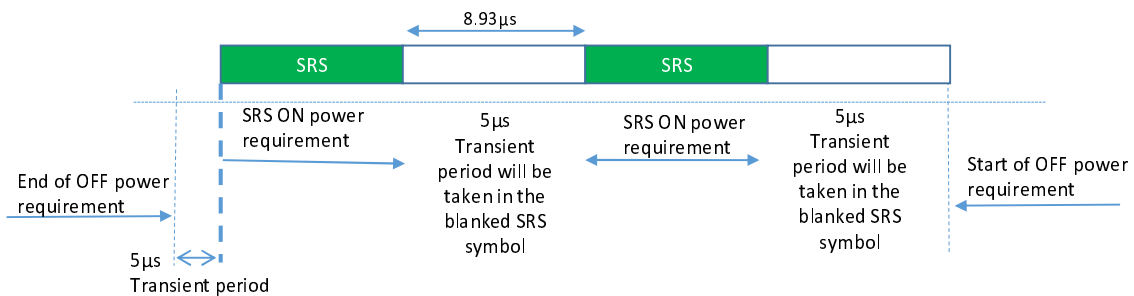 8.93µs
SRS
SRS
SRS ON power
requirement
5µs
Transient
period will be
taken in the
blanked SRS
symbol
SRS ON power
requirement
5µs
Transient
period will be
taken in the
blanked SRS
symbol
End of OFF power
requirement
Start of OFF power
requirement
5µs
Transient period